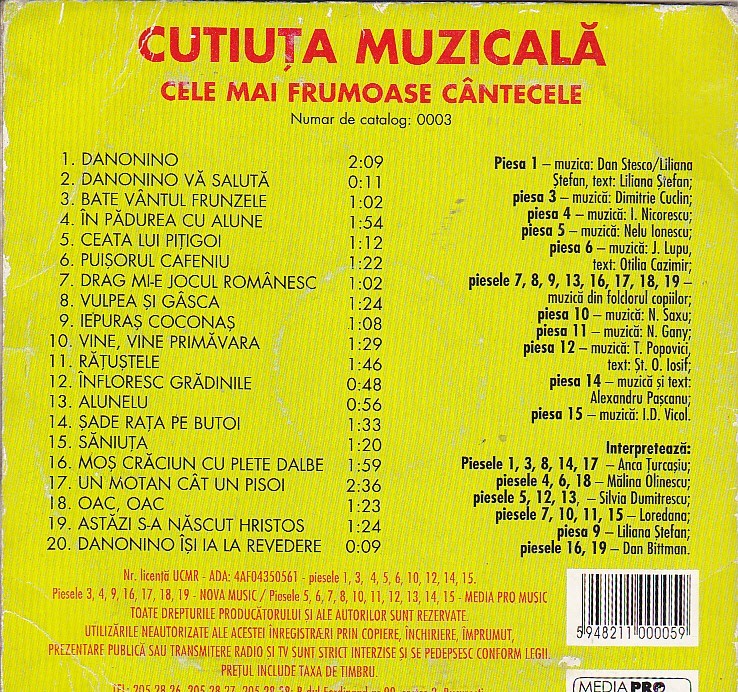 CUTIUȚA MUZICALĂ
CELE MAI FRUMOASE CÂNTECELE
Numar de catalog: 0003
1. DANONINO 2:09
2. DANONINO VĂ SALUTĂ 0:11
3. BATE VÂNTUL FRUNZELE 1:02
4. ÎN PĂDUREA CU ALUNE 1:54
5. CEATA LUI PIȚIGOI 1:12
6. PUIȘORUL CAFENIU 1:22
7. DRAG MI-E JOCUL ROMÂNESC 1:02
8. VULPEA ȘI GÂSCA 1:24
9. IEPURAȘ COCONAȘ 1:08
10. VINE, VINE PRIMĂVARA 1:29
11. RĂȚUȘTELE 1:46
12. ÎNFLORESC GRĂDINILE 0:48
13. ALUNELU 0:56
14. ȘADE RAȚA PE BUTOI 1:33
15. SĂNIUȚA 1:20
16. MOȘ CRĂCIUN CU PLETE DALBE 1:59
17. UN MOTAN CÂT UN PISOI 2:36
18. OAC, OAC 1:23
19. ASTĂZI S-A NĂSCUT HRISTOS 1:24
20. DANONINO ÎȘI IA LA REVEDERE 0:09
Piesa 1 – muzica: Dan Stesco/Liliana
Ștefan, text: Liliana Ștefan;
piesa 3 – muzică: Dimitrie Cuclin;
piesa 4 – muzică: I. Nicorescu;
piesa 5 – muzică: Nelu Ionescu;
piesa 6 – muzică: J. Lupu,
text: Otilia Cazimir;
piesele 7, 8, 9, 13, 16, 17, 18, 19 –
muzică din folclorul copiilor;
piesa 10 – muzică: N. Saxu;
piesa 11 – muzică: N. Gany;
piesa 12 – muzică: T. Popovici,
text: Șt. O. Iosif;
piesa 14 – muzică și text:
Alexandru Pașcanu;
piesa 15 – muzică: I.D. Vicol.
Interpretează:
Piesele 1, 3, 8, 14, 17 – Anca Țurcașiu;
piesele 4, 6, 18 – Mălina Olinescu;
piesele 5, 12, 13, – Silvia Dumitrescu;
piesele 7, 10, 11, 15 – Loredana;
piesa 9 – Liliana Ștefan;
piesele 16, 19 – Dan Bittman.
Nr. licență UCMR - ADA: 4AF04350561 - piesele 1, 3, 4, 5, 6, 10, 12, 14, 15.
Piesele 3, 4, 9, 16, 17, 18, 19 - NOVA MUSIC / Piesele 5, 6, 7, 8, 10, 11, 12, 13, 14, 15 - MEDIA PRO MUSIC
TOATE DREPTURILE PRODUCĂTORULUI ȘI ALE AUTORILOR SUNT REZERVATE.
UTILIZĂRILE NEAUTORIZATE ALE ACESTEI ÎNREGISTRÆRI PRIN COPIERE, ÎNCHIRIERE, ÎMPRUMUT,
PREZENTARE PUBLICĂ SAU TRANSMITERE RADIO ȘI TV SUNT STRICT INTERZISE ȘI SE PEDEPSESC CONFORM LEGII.
PREȚUL INCLUDE TAXA DE TIMBRU.
5948211 000059
MEDIA PRO